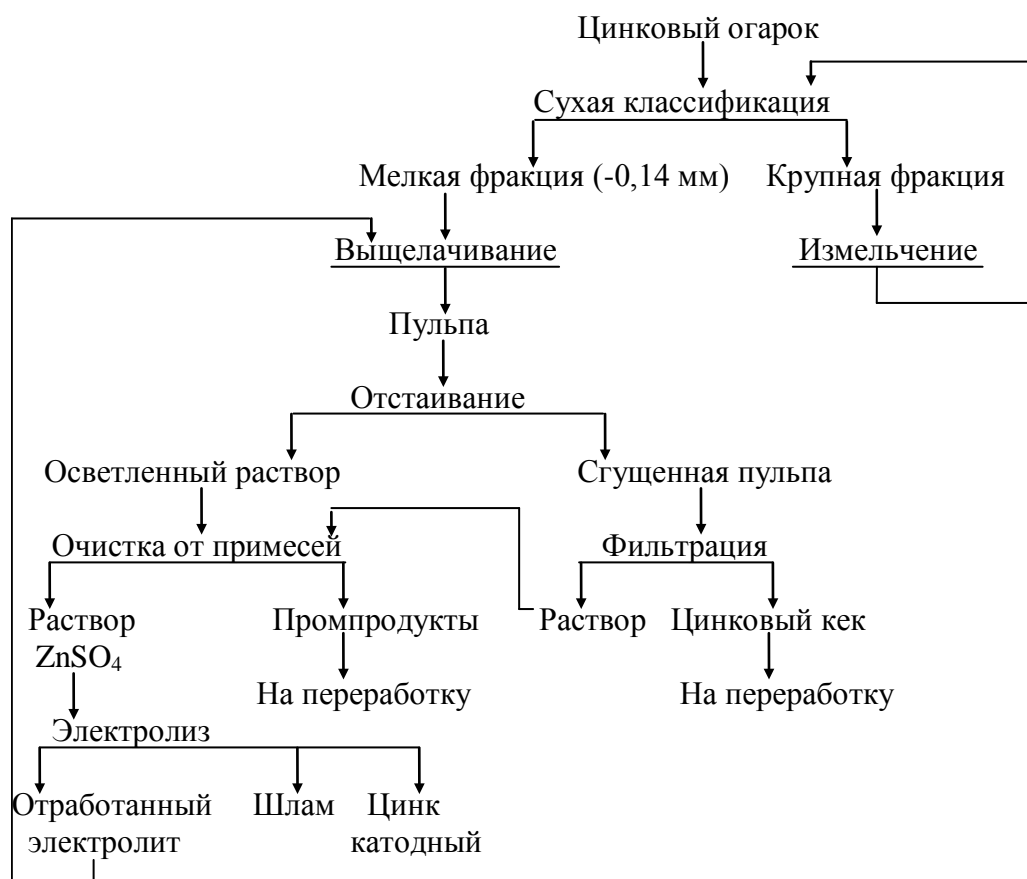 Цинковый огарок
Сухая классификация
Мелкая фракция (-0,14 мм) Крупная фракция
Выщелачивание Измельчение
Пульпа
Отстаивание
Осветленный раствор Сгущенная пульпа
Очистка от примесей Фильтрация
Раствор Промпродукты Раствор Цинковый кек
ZnSO₄
На переработку На переработку
Электролиз
Отработанный Шлам Цинк
электролит катодный